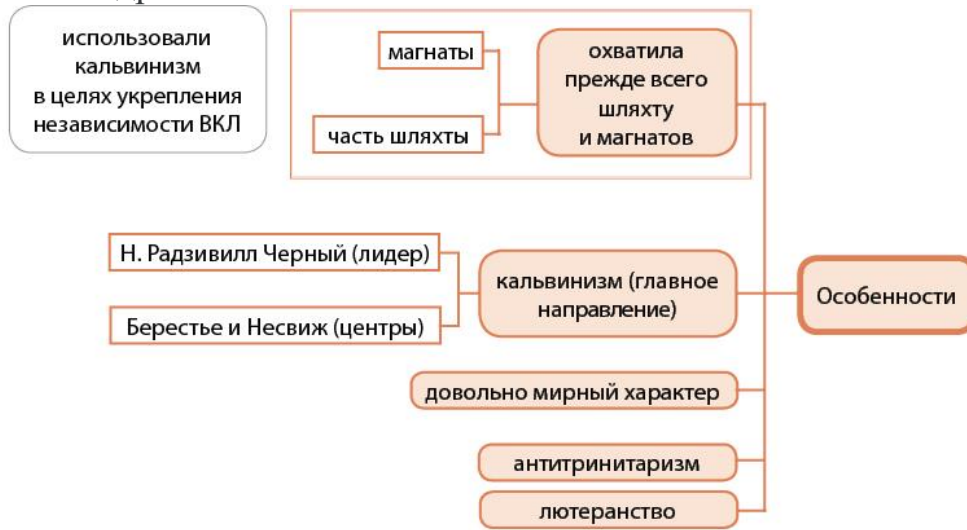 использовали
кальвинизм
в целях укрепления
независимости ВКЛ
магнаты
часть шляхты
охватила
прежде всего
шляхту
и магнатов
Н. Радзивилл Черный (лидер)
Берестье и Несвиж (центры)
кальвинизм (главное
направление)
Особенности
довольно мирный характер
антитринитаризм
лютеранство